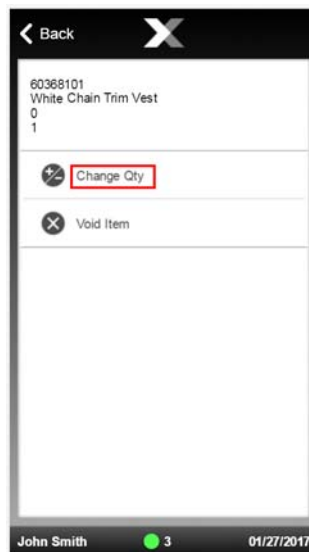 Back
60368101
White Chain Trim Vest
0
1
Change Qty
Void Item
John Smith 3 01/27/2017